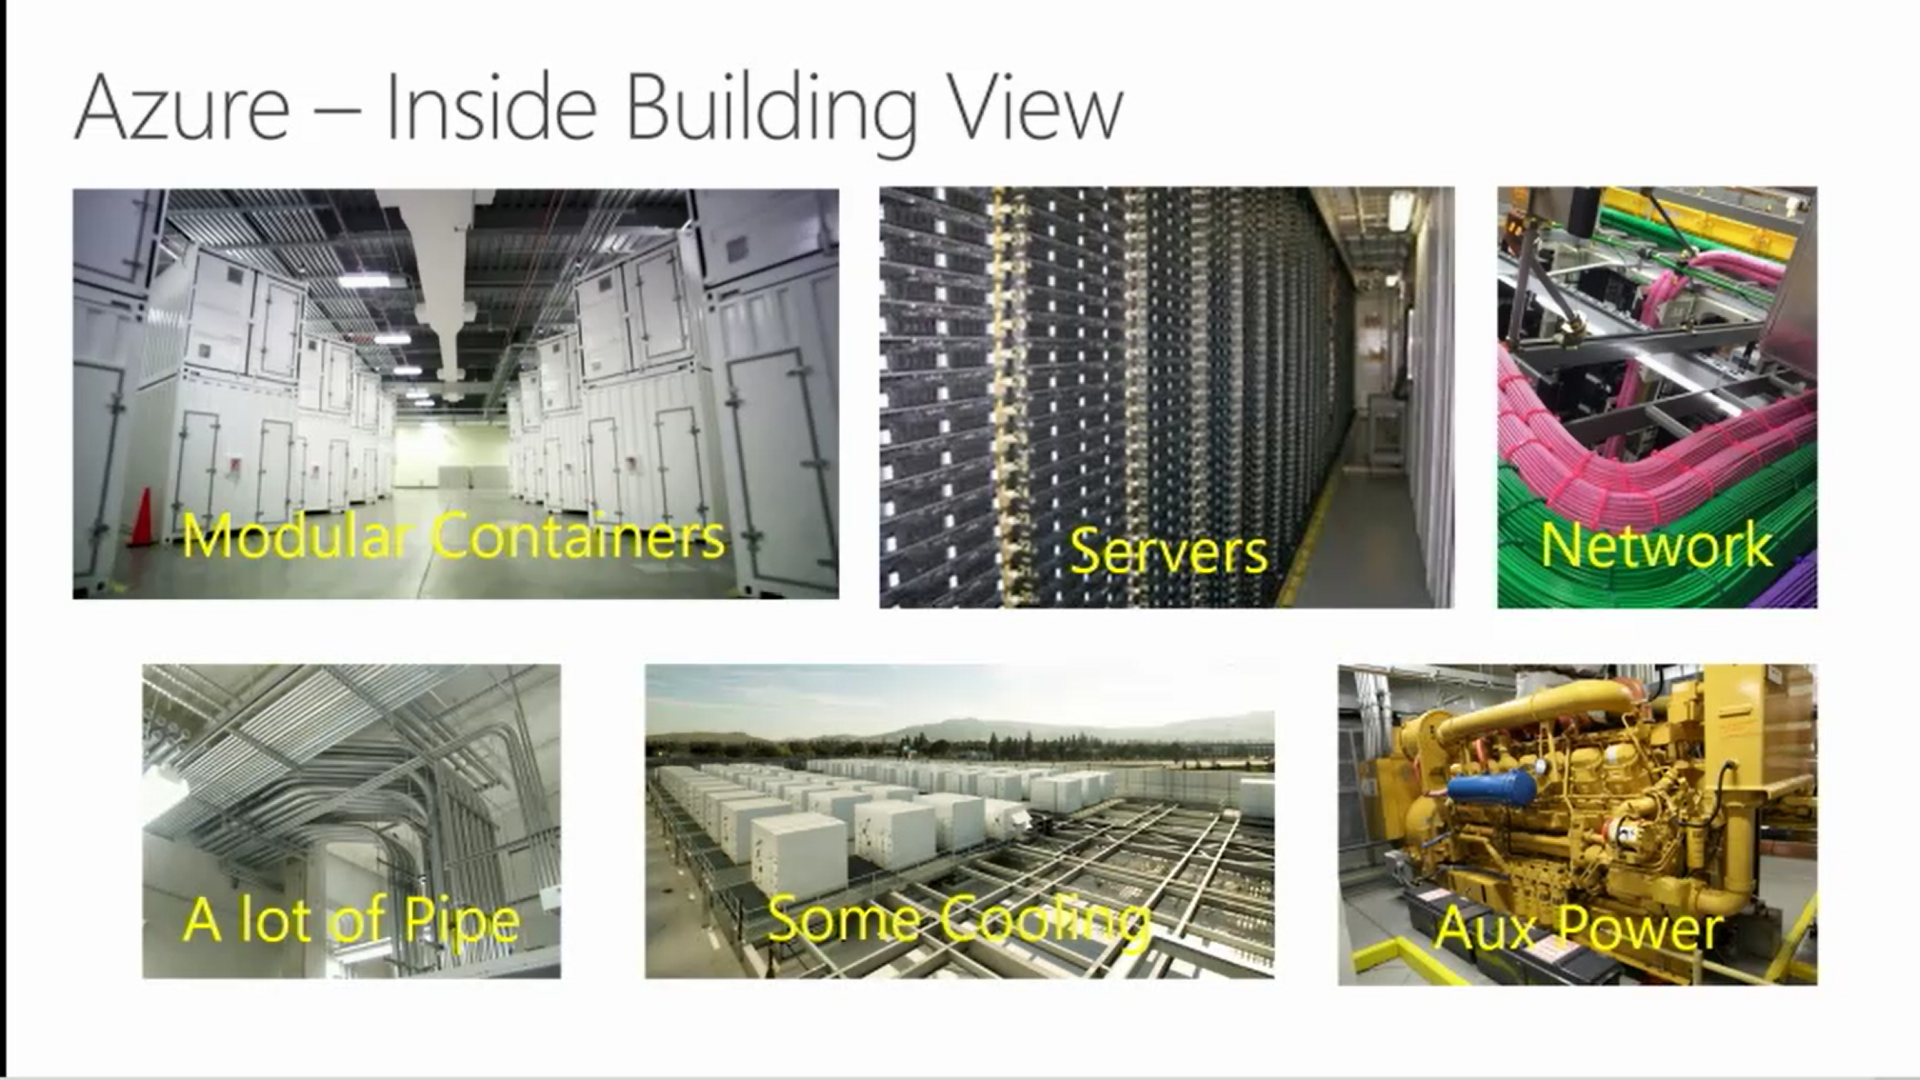 Azure – Inside Building View
Modular Containers
Servers
Network
A lot of Pipe
Some Cooling
Aux Power